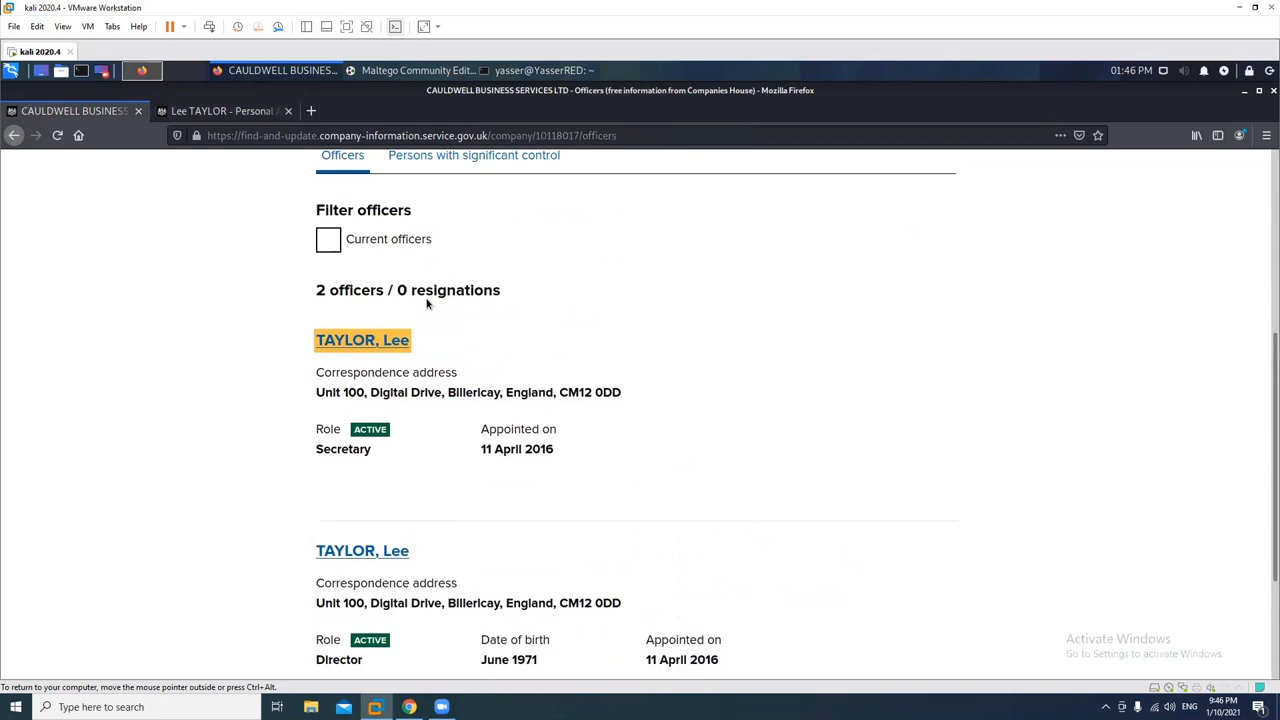 kali 2020.4 - VMware Workstation
File Edit View VM Tabs Help
kali 2020.4
CAULDWELL BUSINES... Maltego Community Edit... yasser@YasserRED: ~ 01:46 PM
CAULDWELL BUSINESS SERVICES LTD - Officers (free information from Companies House) - Mozilla Firefox
CAULDWELL BUSINESS Lee TAYLOR - Personal
https://find-and-update.company-information.service.gov.uk/company/10118017/officers
Officers Persons with significant control
Filter officers
Current officers
2 officers / 0 resignations
TAYLOR, Lee
Correspondence address
Unit 100, Digital Drive, Billericay, England, CM12 0DD
Role ACTIVE Appointed on
Secretary 11 April 2016
TAYLOR, Lee
Correspondence address
Unit 100, Digital Drive, Billericay, England, CM12 0DD
Role ACTIVE Date of birth Appointed on
Director June 1971 11 April 2016
Activate Windows
Go to Settings to activate Windows.
To return to your computer, move the mouse pointer outside or press Ctrl+Alt.
Type here to search
ENG
9:46 PM
1/10/2021